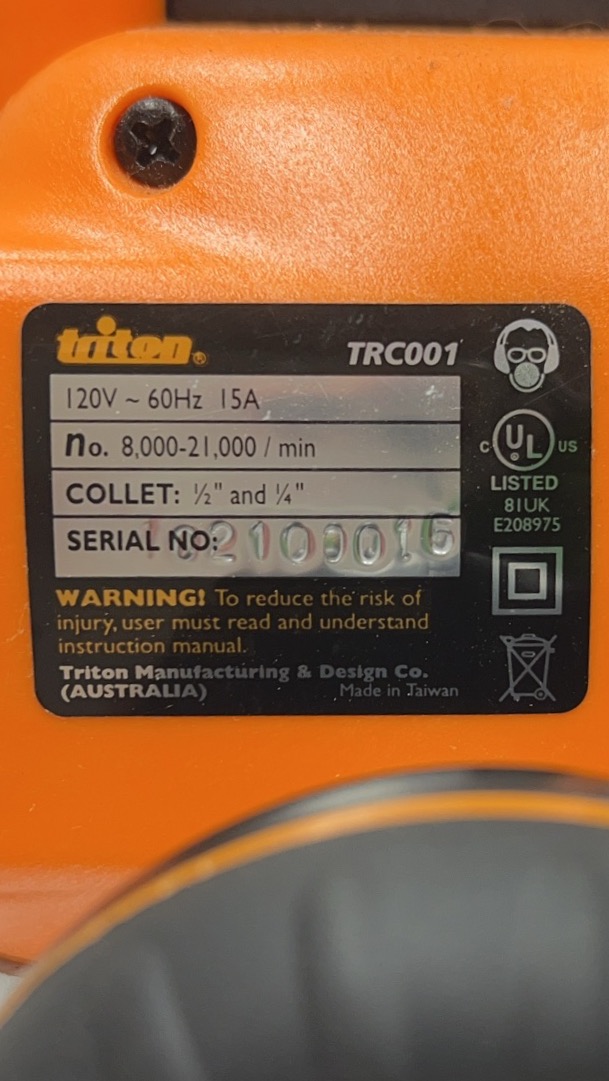 triton®
TRC001
120V ~ 60Hz 15A
no. 8,000-21,000 / min
COLLET: ½" and ¼"
SERIAL NO:
WARNING! To reduce the risk of
injury, user must read and understand
instruction manual.
Triton Manufacturing & Design Co.
(AUSTRALIA) Made in Taiwan
C UL US
LISTED
81UK
E208975